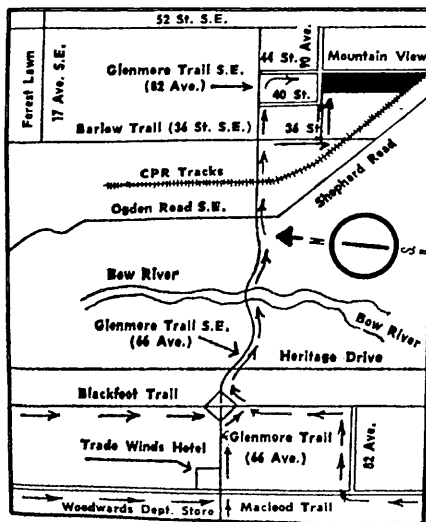 52 St. S.E.
Forest Lawn
17 Ave. S.E.
44 St.
90 Ave.
Mountain View
Glenmore Trail S.E.
(82 Ave.)
40 St.
Barlow Trail (36 St. S.E.)
36 St.
CPR Tracks
Shepherd Road
Ogden Road S.E.
N
S
Bow River
Bow River
Glenmore Trail S.E.
(66 Ave.)
Heritage Drive
Blackfoot Trail
Trade Winds Hotel
Glenmore Trail
(66 Ave.)
82 Ave.
Woodwards Dept. Store
Macleod Trail